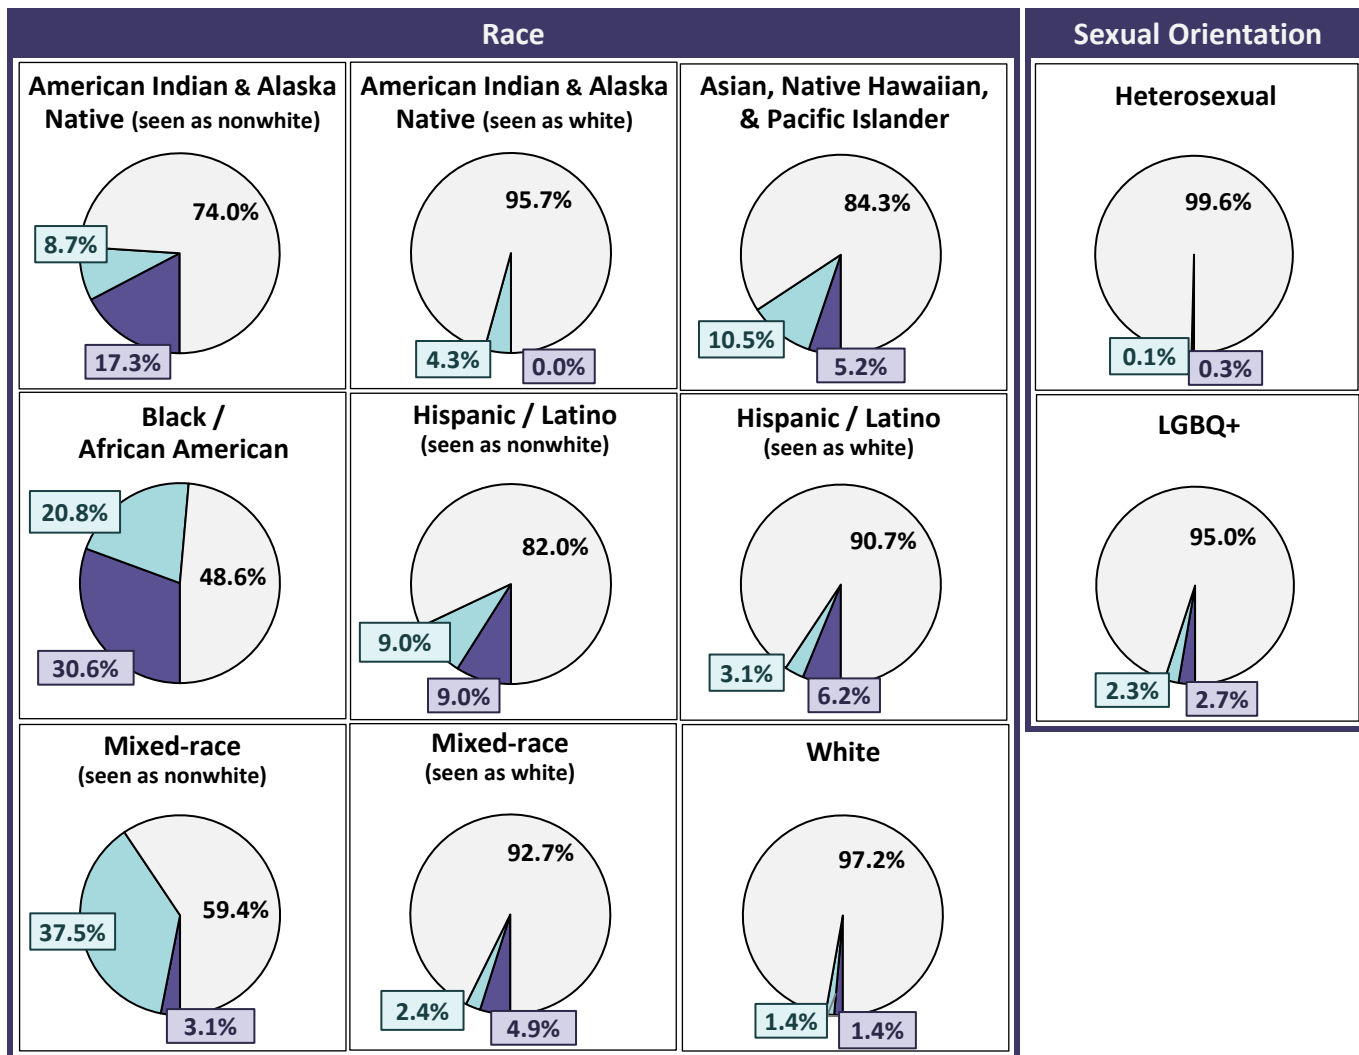 Race
American Indian & Alaska
Native (seen as nonwhite)
74.0%
8.7%
17.3%
American Indian & Alaska
Native (seen as white)
95.7%
4.3%
0.0%
Asian, Native Hawaiian,
& Pacific Islander
84.3%
10.5%
5.2%
Black /
African American
20.8%
48.6%
30.6%
Hispanic / Latino
(seen as nonwhite)
82.0%
9.0%
9.0%
Hispanic / Latino
(seen as white)
90.7%
3.1%
6.2%
Mixed-race
(seen as nonwhite)
59.4%
37.5%
3.1%
Mixed-race
(seen as white)
92.7%
2.4%
4.9%
White
97.2%
1.4%
1.4%
Sexual Orientation
Heterosexual
99.6%
0.1%
0.3%
LGBQ+
95.0%
2.3%
2.7%